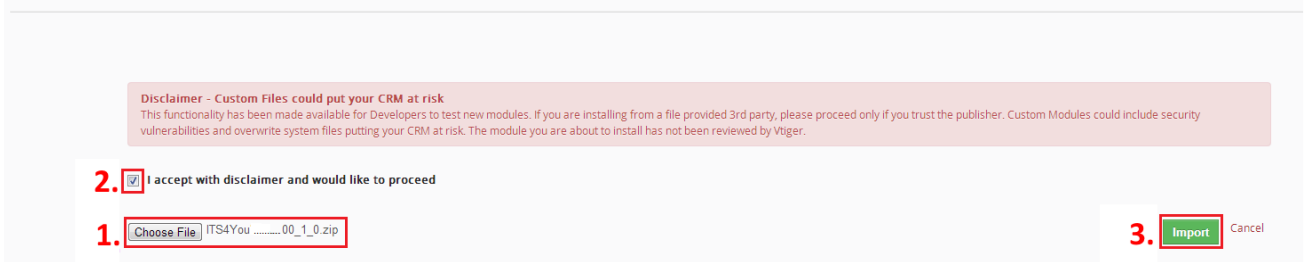 Disclaimer - Custom Files could put your CRM at risk
This functionality has been made available for Developers to test new modules. If you are installing from a file provided 3rd party, please proceed only if you trust the publisher. Custom Modules could include security
vulnerabilities and overwrite system files putting your CRM at risk. The module you are about to install has not been reviewed by Vtiger.
2. I accept with disclaimer and would like to proceed
1. Choose File ITS4You .......... 00_1_0.zip
3. Import Cancel